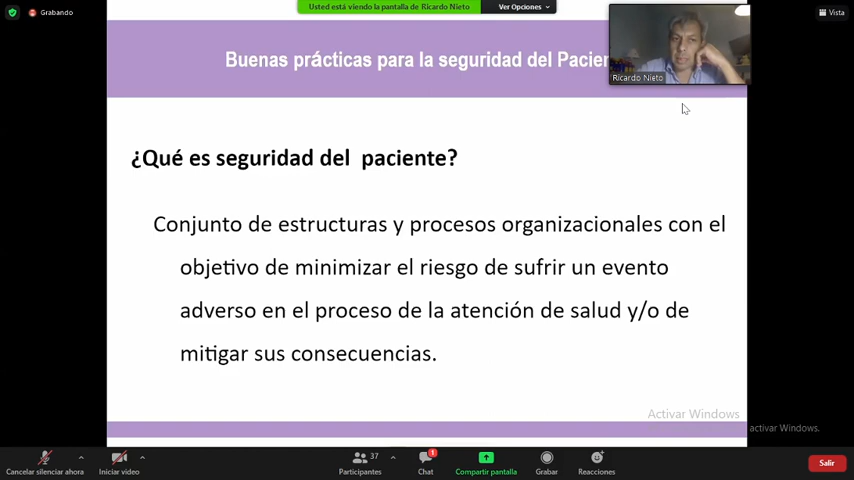 Usted está viendo la pantalla de Ricardo Nieto
Ver Opciones
Grabando
Vista
Buenas prácticas para la seguridad del Pacien
Ricardo Nieto
¿Qué es seguridad del paciente?
Conjunto de estructuras y procesos organizacionales con el
objetivo de minimizar el riesgo de sufrir un evento
adverso en el proceso de la atención de salud y/o de
mitigar sus consecuencias.
Activar Windows
activar Windows.
37
1
Cancelar silenciar ahora
Iniciar video
Participantes
Chat
Compartir pantalla
Grabar
Reacciones
Salir